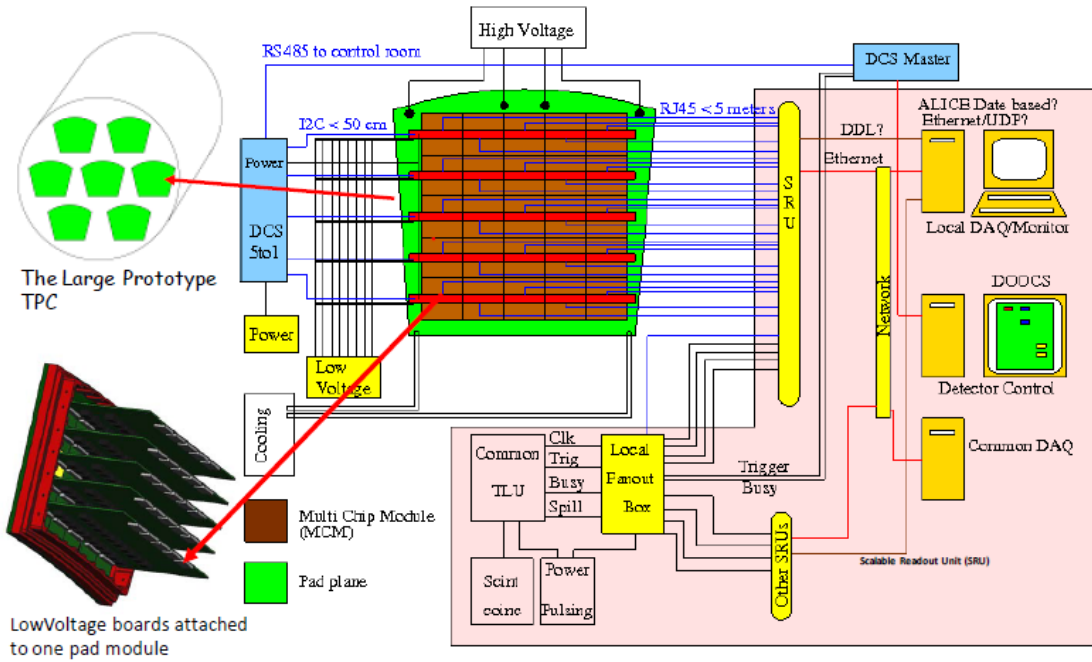 High Voltage
RS485 to control room
DCS Master
I2C < 50 cm
RJ45 < 5 meters
ALICE Date based?
Ethernet/UDP?
DDL?
Ethernet
Power
DCS
5to1
S
R
U
Local DAQ/Monitor
The Large Prototype
TPC
Power
Low
Voltage
Network
DOOCS
Detector Control
Cooling
Common
TLU
Clk
Trig
Busy
Spill
Local
Fanout
Box
Trigger
Busy
Common DAQ
Multi Chip Module
(MCM)
Pad plane
Scint
coinc
Power
Pulsing
Other SRUs
Scalable Readout Unit (SRU)
LowVoltage boards attached
to one pad module